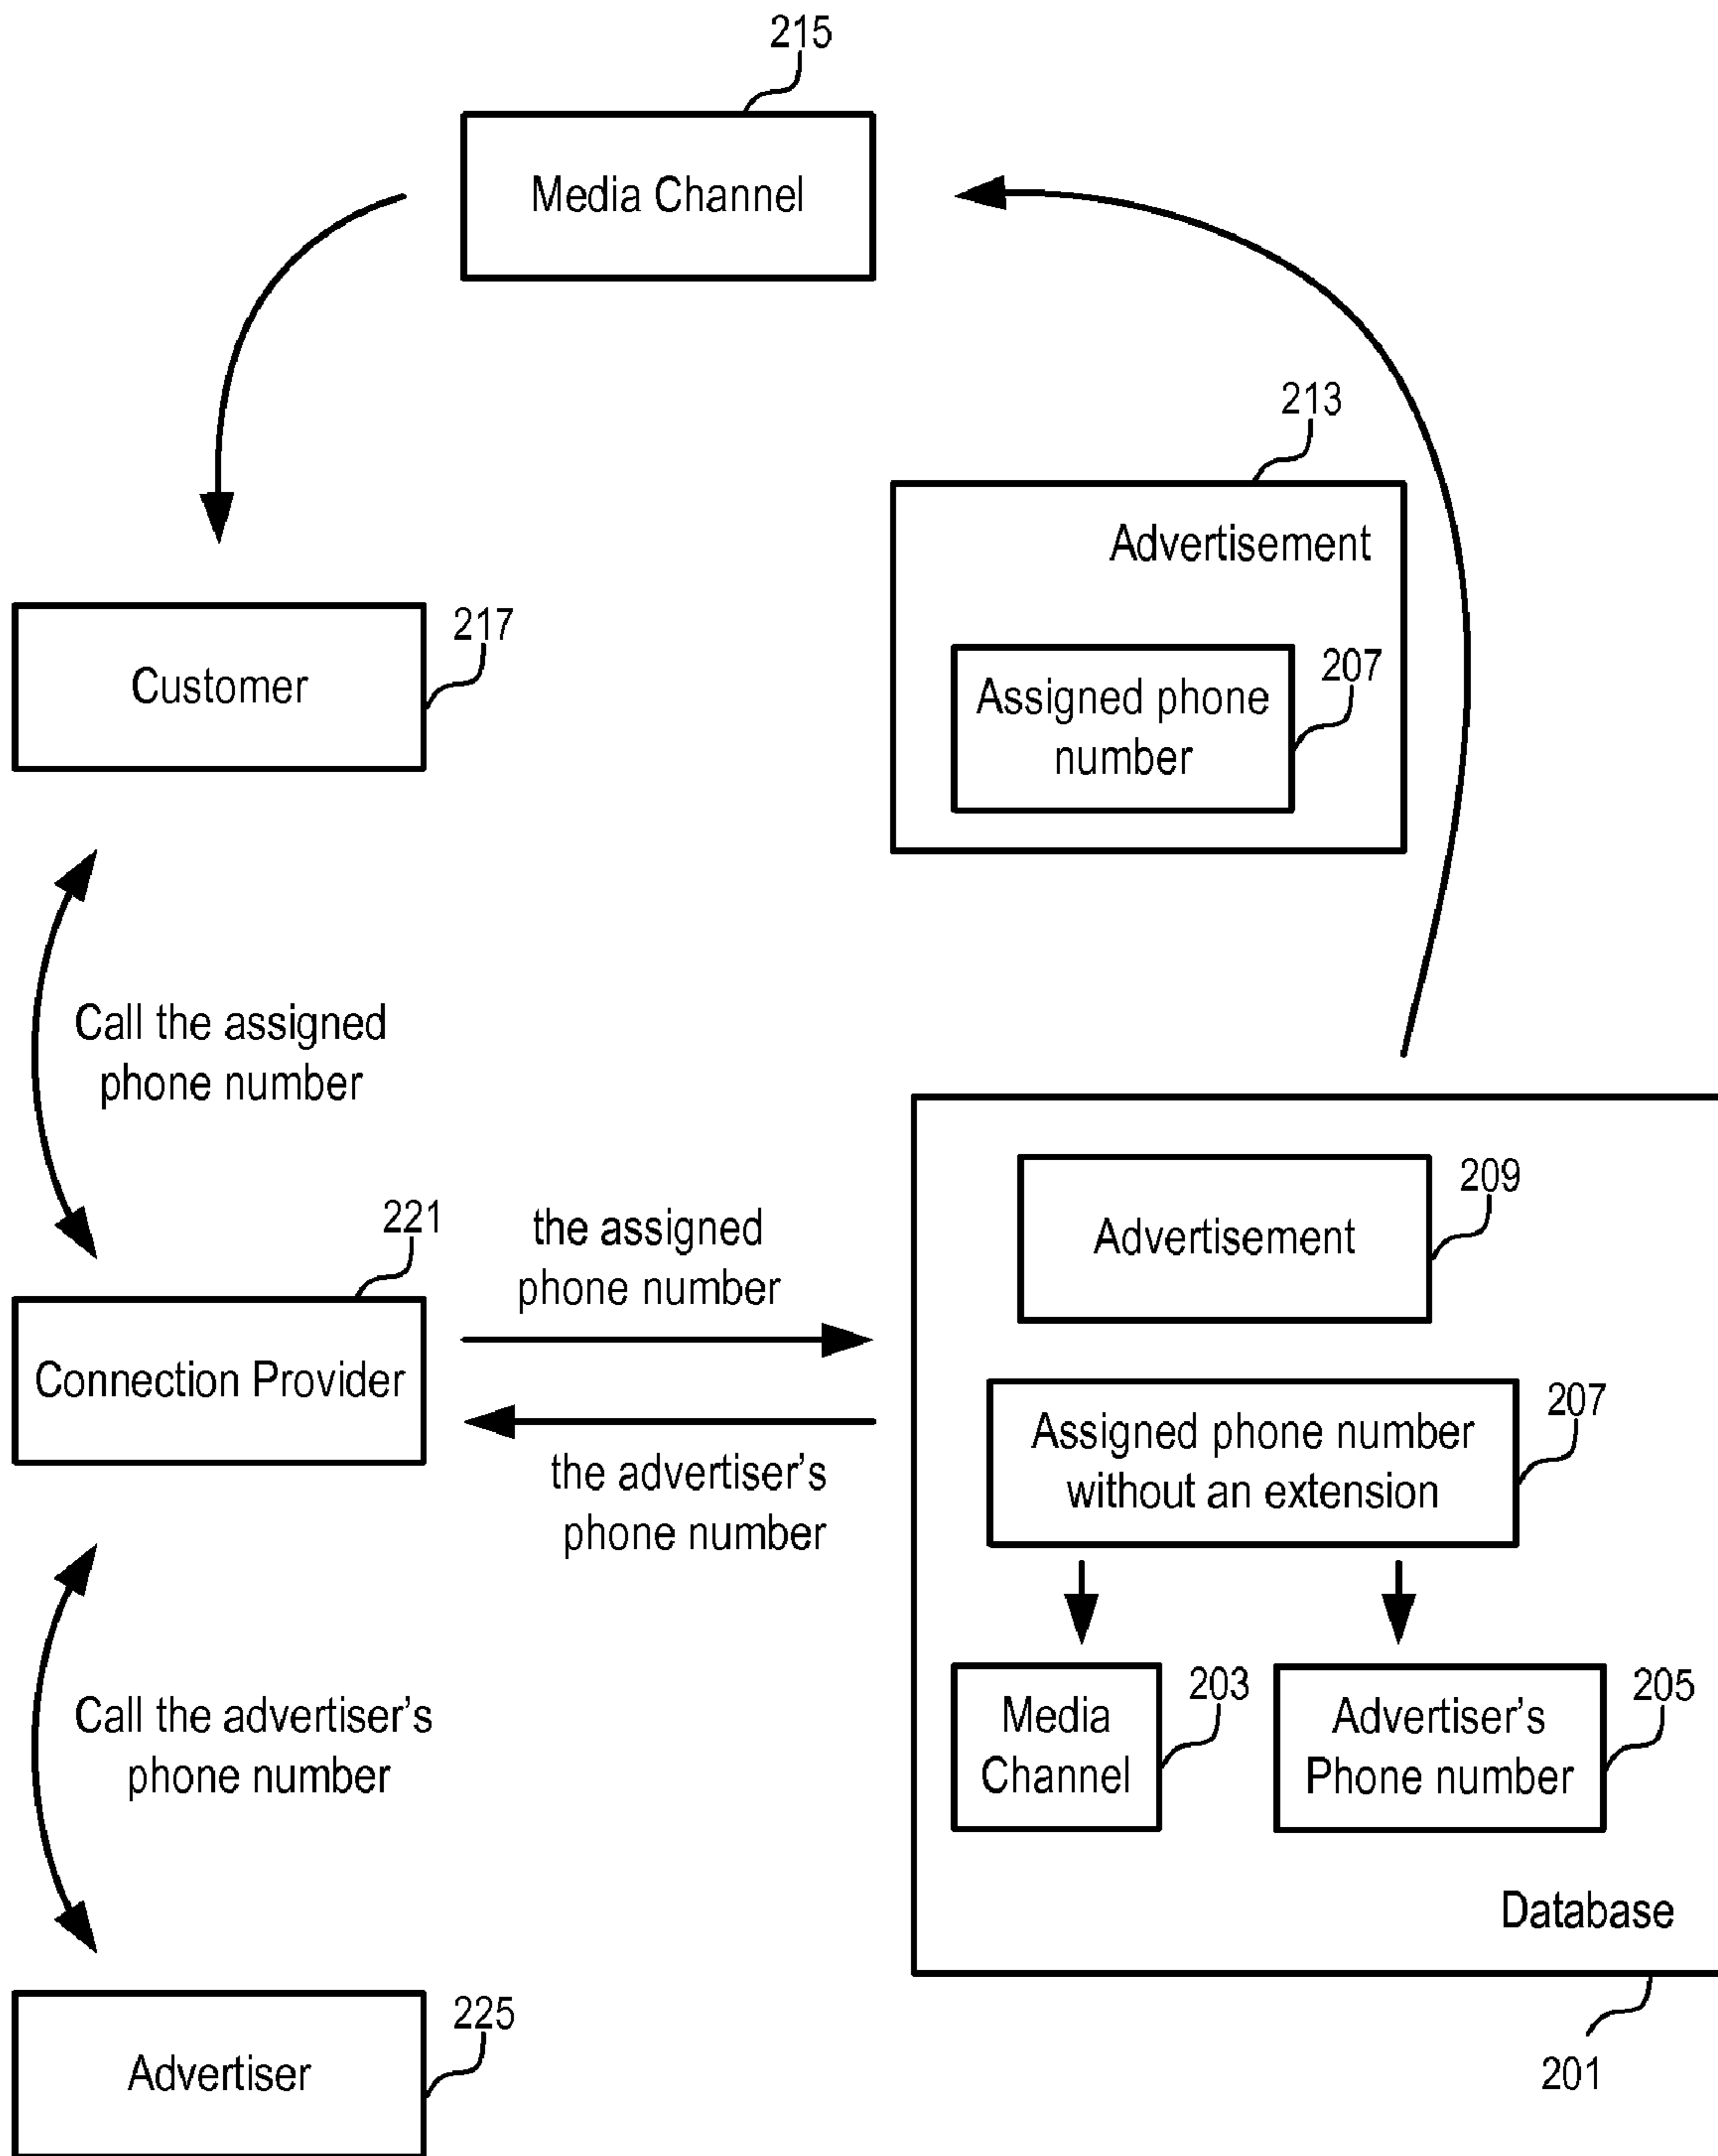 215
Media Channel
213
Advertisement
217
Customer
207
Assigned phone
number
Call the assigned
phone number
209
Advertisement
221
the assigned
phone number
Connection Provider
207
Assigned phone number
without an extension
the advertiser's
phone number
203
Media
Channel
205
Advertiser's
Phone number
Call the advertiser's
phone number
Database
225
Advertiser
201